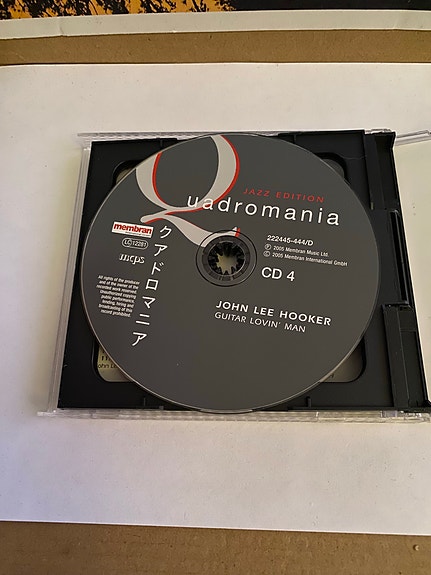 JAZZ EDITION
Quadromania
membran
LC 12281
mcps
クアドロマニア
222445-444/D
Ⓟ 2005 Membran Music Ltd.
© 2005 Membran International GmbH
CD 4
All rights of the producer
and of the owner of the
recorded work reserved.
Unauthorized copying
public performance,
lending, hiring and
broadcasting of this
record prohibited.
JOHN LEE HOOKER
GUITAR LOVIN' MAN